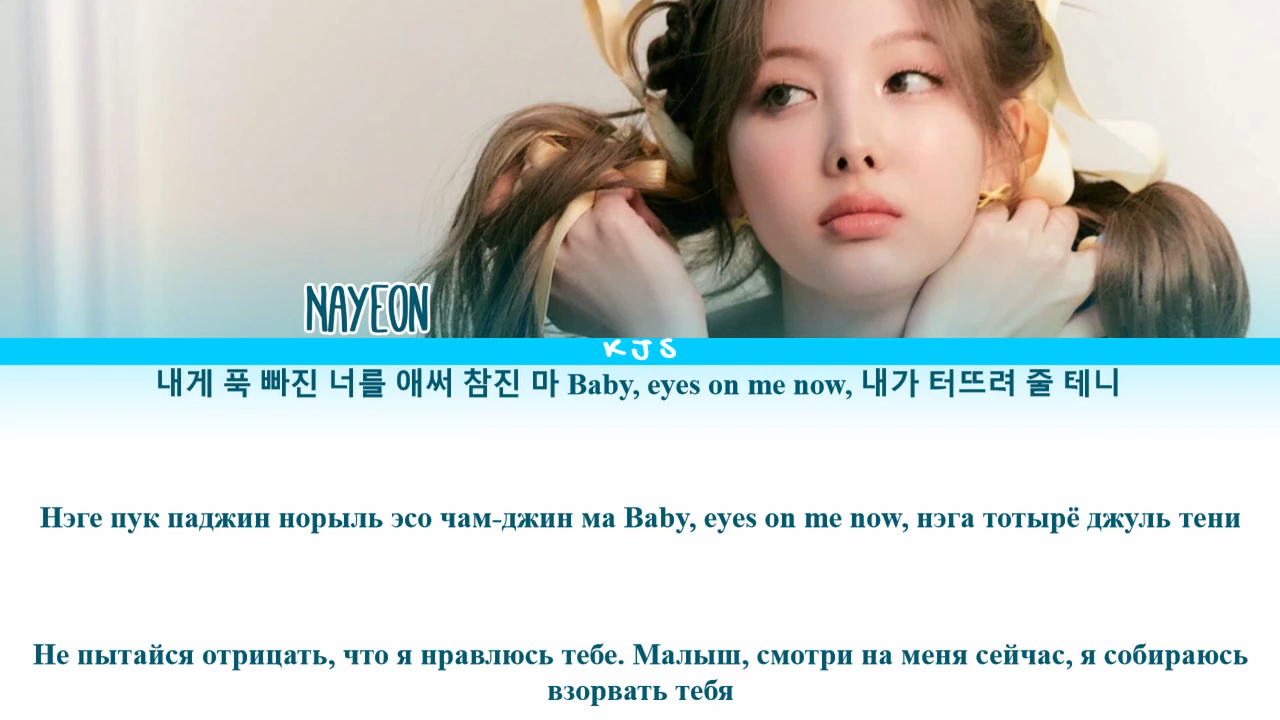 NAYEON
KJS
내게 푹 빠진 너를 애써 참진 마 Baby, eyes on me now, 내가 터뜨려 줄 테니
Нэге пук паджин норыль эсо чам-джин ма Baby, eyes on me now, нэга тотырё джуль тени
Не пытайся отрицать, что я нравлюсь тебе. Малыш, смотри на меня сейчас, я собираюсь
взорвать тебя